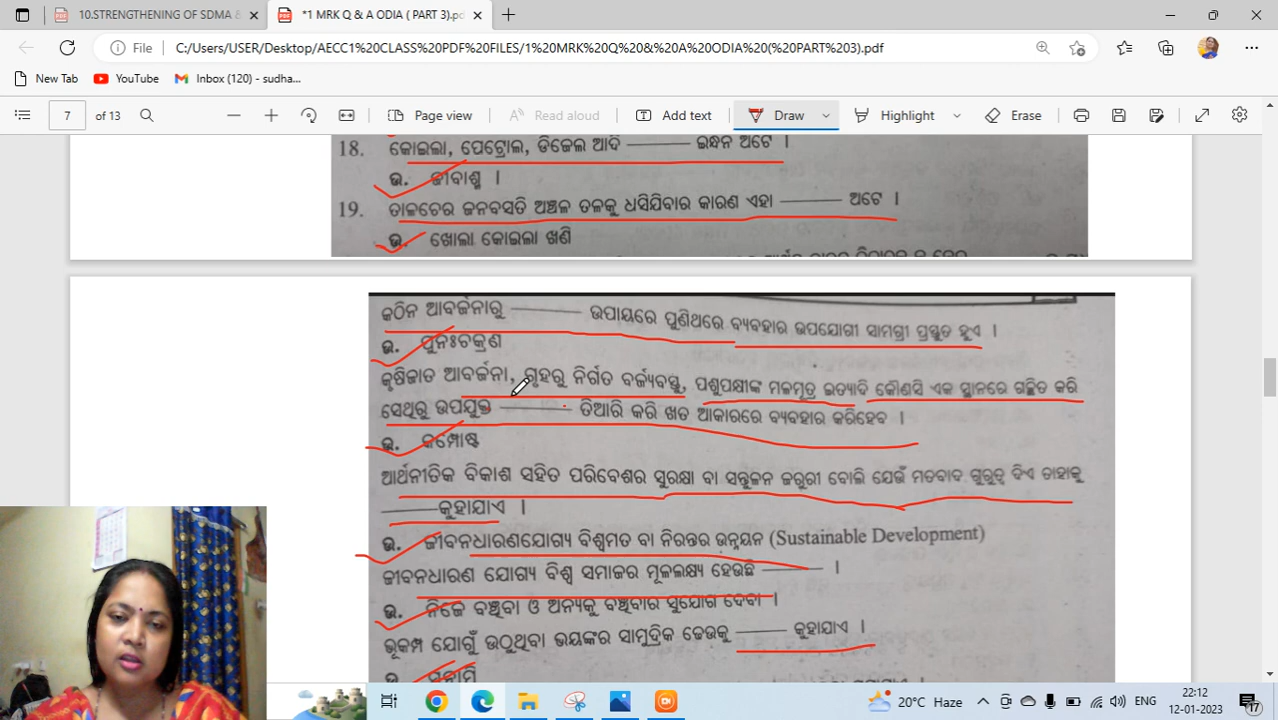 10.STRENGTHENING OF SDMA &
*1 MRK Q & A ODIA ( PART 3).pd
File
C:/Users/USER/Desktop/AECC1%20CLASS%20PDF%20FILES/1%20MRK%20Q%20&%20A%20ODIA%20(%20PART%203).pdf
New Tab
YouTube
Inbox (120) - sudha...
7 of 13
Page view
Read aloud
Add text
Draw
Highlight
Erase
18. କୋଇଲା, ପେଟ୍ରୋଲ, ଡିଜେଲ ଆଦି ——— ଇନ୍ଧନ ଅଟେ ।
ଉ. ଜୀବାଶ୍ମ ।
19. ତାଳଚେର ଜନବସତି ଅଞ୍ଚଳ ତଳକୁ ଧସିଯିବାର କାରଣ ଏହା ——— ଅଟେ ।
ଉ. ଖୋଲା କୋଇଲା ଖଣି
କଠିନ ଆବର୍ଜନାରୁ ——— ଉପାୟରେ ପୁଣିଥରେ ବ୍ୟବହାର ଉପଯୋଗୀ ସାମଗ୍ରୀ ପ୍ରସ୍ତୁତ ହୁଏ ।
ଉ. ପୁନଃଚକ୍ରଣ
କୃଷିଜାତ ଆବର୍ଜନା, ଗୃହରୁ ନିର୍ଗତ ବର୍ଜ୍ୟବସ୍ତୁ, ପଶୁପକ୍ଷୀଙ୍କ ମଳମୂତ୍ର ଇତ୍ୟାଦି କୌଣସି ଏକ ସ୍ଥାନରେ ଗଚ୍ଛିତ କରି
ସେଥିରୁ ଉପଯୁକ୍ତ ——— ତିଆରି କରି ଖତ ଆକାରରେ ବ୍ୟବହାର କରିହେବ ।
ଉ. କମ୍ପୋଷ୍ଟ
ଆର୍ଥନୀତିକ ବିକାଶ ସହିତ ପରିବେଶର ସୁରକ୍ଷା ବା ସନ୍ତୁଳନ ଜରୁରୀ ବୋଲି ଯେଉଁ ମତବାଦ ଗୁରୁତ୍ୱ ଦିଏ ତାହାକୁ
———କୁହାଯାଏ ।
ଉ. ଜୀବନଧାରଣଯୋଗ୍ୟ ବିଶ୍ୱମତ ବା ନିରନ୍ତର ଉନ୍ନୟନ (Sustainable Development)
ଜୀବନଧାରଣ ଯୋଗ୍ୟ ବିଶ୍ୱ ସମାଜର ମୂଳଲକ୍ଷ୍ୟ ହେଉଛି ——— ।
ଉ. ନିଜେ ବଞ୍ଚିବା ଓ ଅନ୍ୟକୁ ବଞ୍ଚିବାର ସୁଯୋଗ ଦେବା ।
ଭୂକମ୍ପ ଯୋଗୁଁ ଉଠୁଥିବା ଭୟଙ୍କର ସାମୁଦ୍ରିକ ଢେଉକୁ ——— କୁହାଯାଏ ।
ଉ. ସୁନାମି
20°C Haze
ENG
22:12
12-01-2023
17